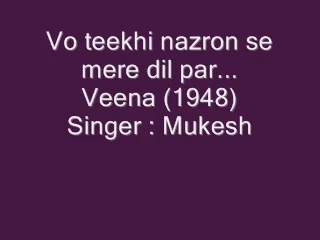 Vo teekhi nazron se
mere dil par...
Veena (1948)
Singer : Mukesh